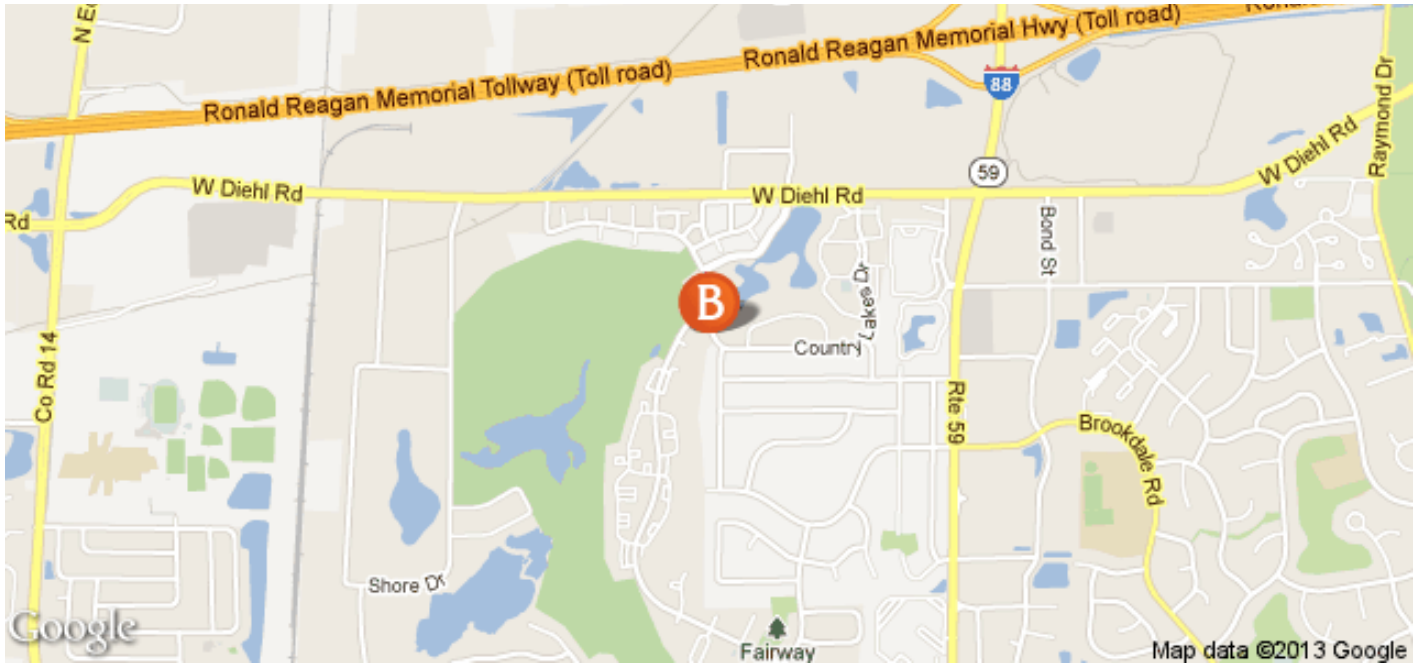 N Ec
Ronald Reagan Memorial Tollway (Toll road)
Ronald Reagan Memorial Hwy (Toll road)
88
Raymond Dr
W Diehl Rd
W Diehl Rd
59
W Diehl Rd
Rd
Bond St
B
Lakes Dr
Country
Co Rd 14
Rte 59
Brookdale Rd
Shore Dr
Google
Fairway
Map data ©2013 Google